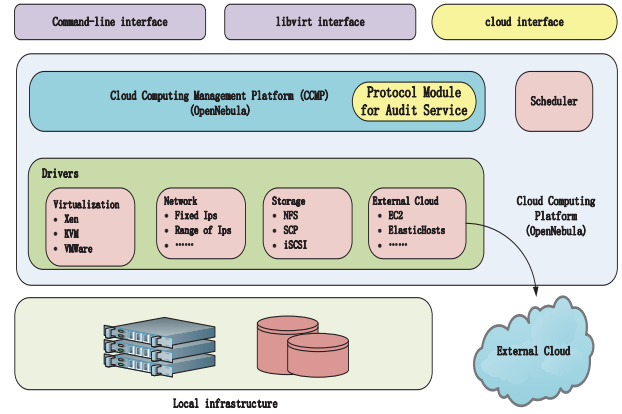 Command-line interface
libvirt interface
cloud interface
Cloud Computing Management Platform (CCMP)
(OpenNebula)
Protocol Module
for Audit Service
Scheduler
Drivers
Virtualization
• Xen
• KVM
• VMWare
Network
• Fixed Ips
• Range of Ips
• ……
Storage
• NFS
• SCP
• iSCSI
External Cloud
• EC2
• ElasticHosts
• ……
Cloud Computing
Platform
(OpenNebula)
External Cloud
Local infrastructure